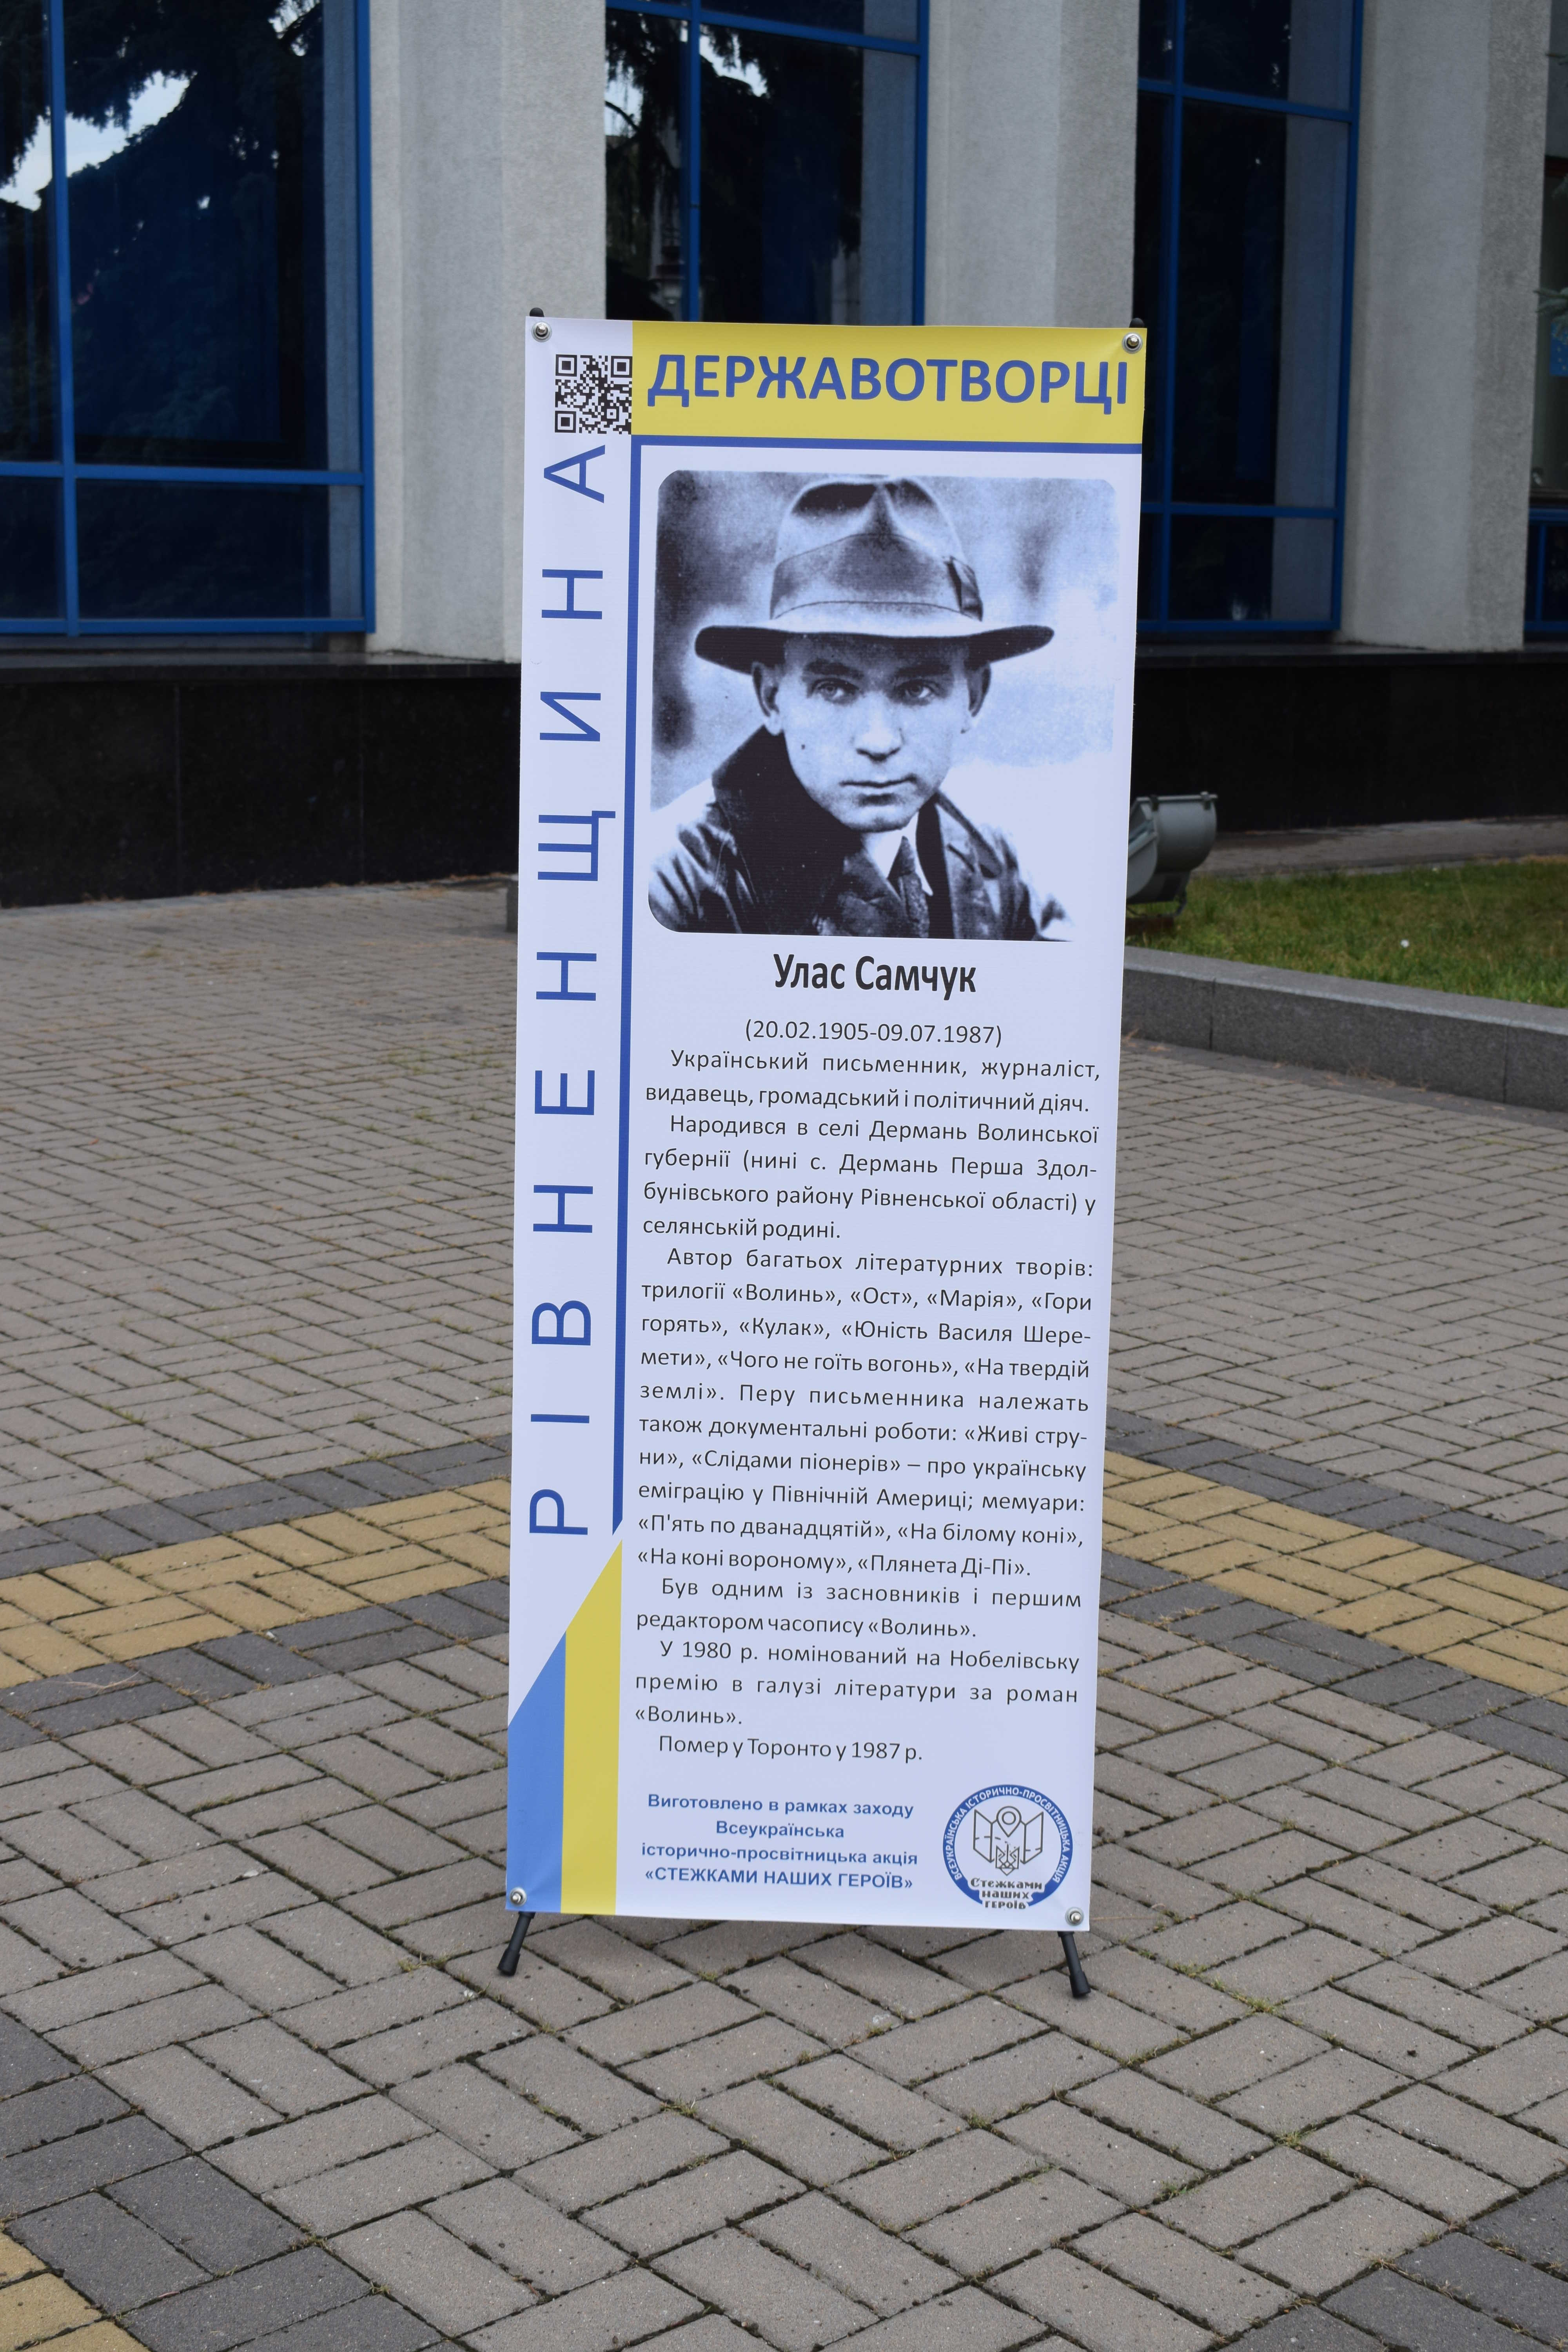 ДЕРЖАВОТВОРЦІ
РІВНЕНЩИНА
Улас Самчук
(20.02.1905-09.07.1987)
Український письменник, журналіст,
видавець, громадський і політичний діяч.
Народився в селі Дермань Волинської
губернії (нині с. Дермань Перша Здол-
бунівського району Рівненської області) у
селянській родині.
Автор багатьох літературних творів:
трилогії «Волинь», «Ост», «Марія», «Гори
горять», «Кулак», «Юність Василя Шере-
мети», «Чого не гоїть вогонь», «На твердій
землі». Перу письменника належать
також документальні роботи: «Живі стру-
ни», «Слідами піонерів» – про українську
еміграцію у Північній Америці; мемуари:
«П'ять по дванадцятій», «На білому коні»,
«На коні вороному», «Плянета Ді-Пі».
Був одним із засновників і першим
редактором часопису «Волинь».
У 1980 р. номінований на Нобелівську
премію в галузі літератури за роман
«Волинь».
Помер у Торонто у 1987 р.
Виготовлено в рамках заходу
Всеукраїнська
історично-просвітницька акція
«СТЕЖКАМИ НАШИХ ГЕРОЇВ»
ВСЕУКРАЇНСЬКА ІСТОРИЧНО-ПРОСВІТНИЦЬКА АКЦІЯ
Стежками
наших
героїв